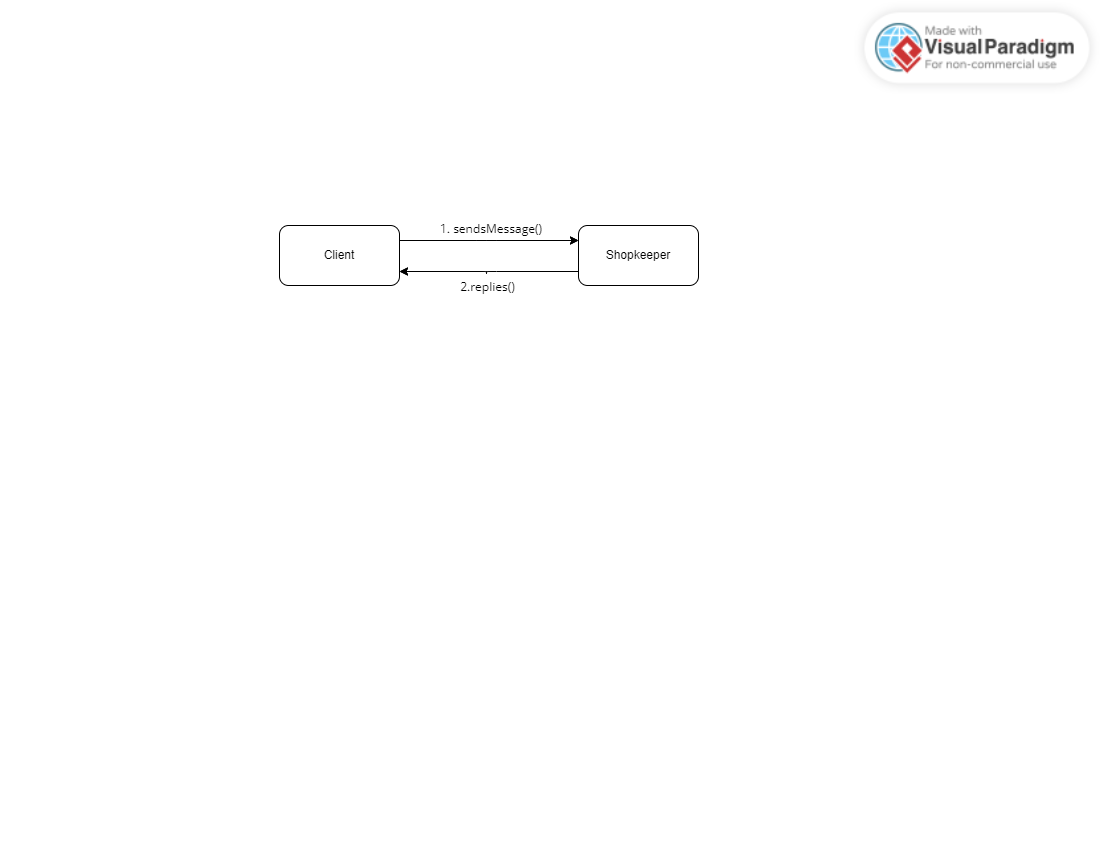 Made with
Visual Paradigm
For non-commercial use
1. sendsMessage()
Client
Shopkeeper
2.replies()